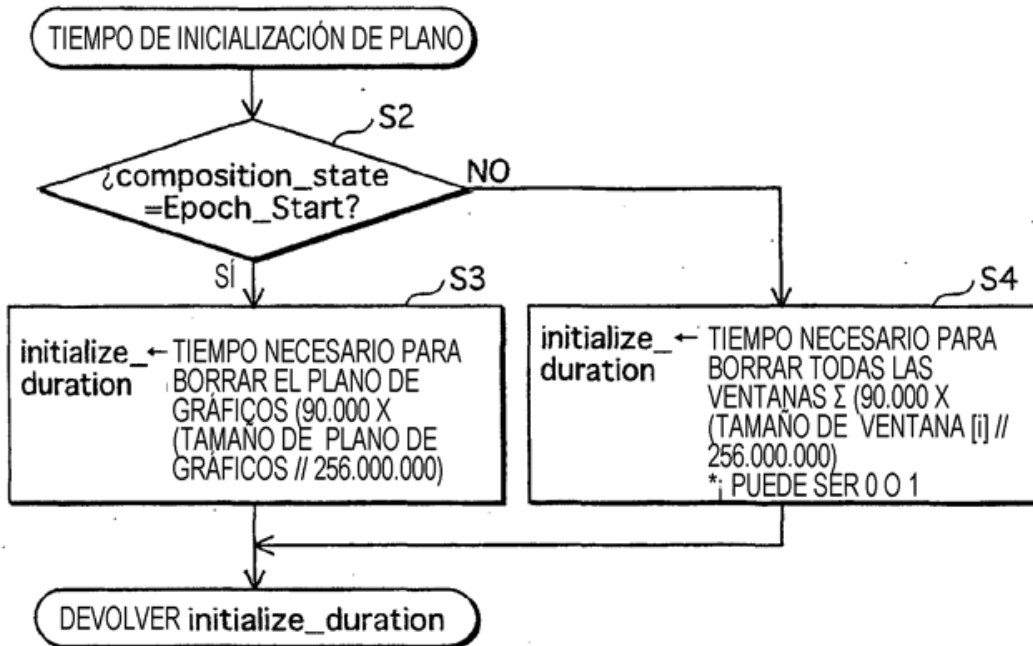 TIEMPO DE INICIALIZACIÓN DE PLANO
S2
¿composition_state
=Epoch_Start?
NO
SÍ
S3
initialize_ ← TIEMPO NECESARIO PARA
duration BORRAR EL PLANO DE
GRÁFICOS (90.000 X
(TAMAÑO DE PLANO DE
GRÁFICOS // 256.000.000)
S4
initialize_ ← TIEMPO NECESARIO PARA
duration BORRAR TODAS LAS
VENTANAS Σ (90.000 X
(TAMAÑO DE VENTANA [i] //
256.000.000)
*i PUEDE SER 0 O 1
DEVOLVER initialize_duration